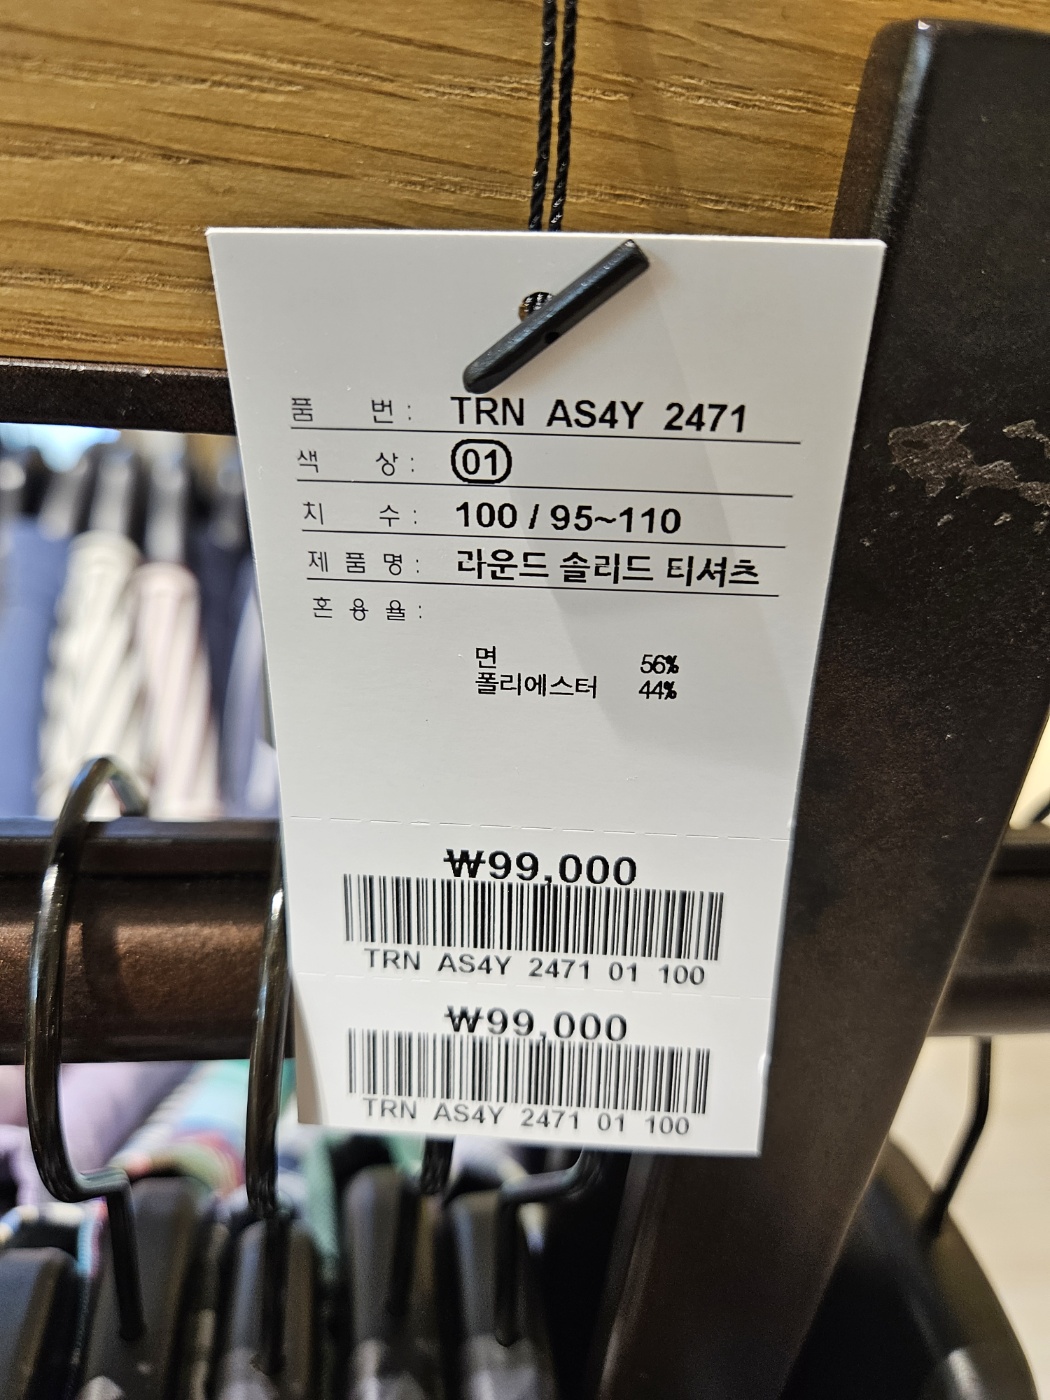 품 번 : TRN AS4Y 2471
색 상 : 01
치 수 : 100 / 95~110
제 품 명 : 라운드 솔리드 티셔츠
혼 용 율 :
면 56%
폴리에스터 44%
₩99,000
TRN AS4Y 2471 01 100
₩99,000
TRN AS4Y 2471 01 100